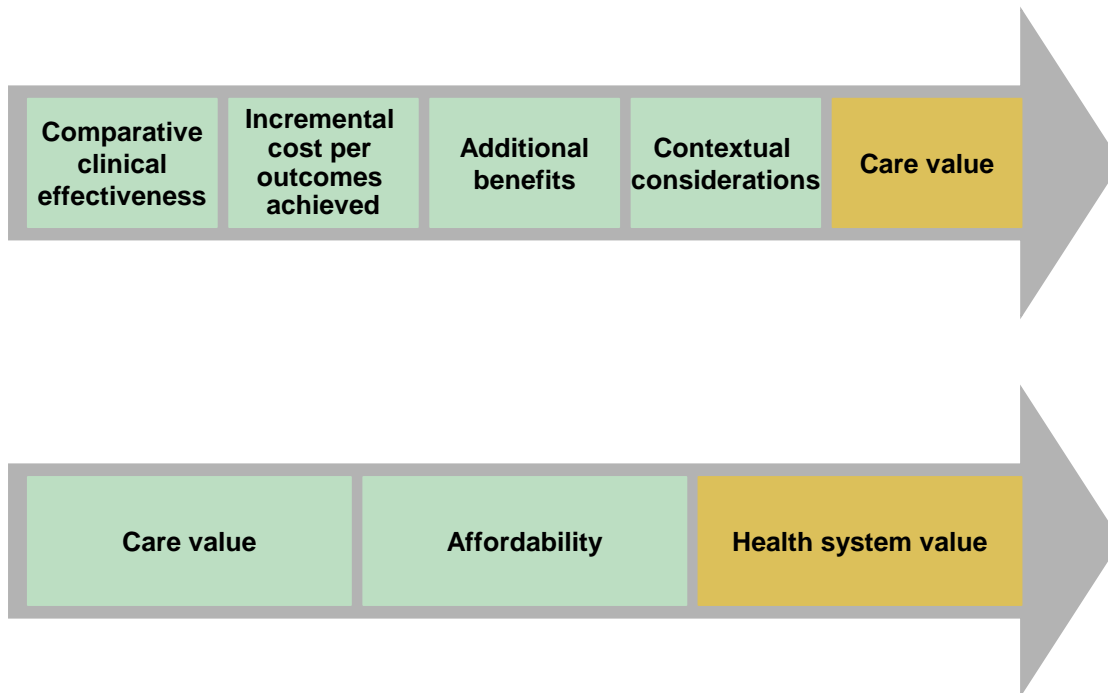 Comparative
clinical
effectiveness
Incremental
cost per
outcomes
achieved
Additional
benefits
Contextual
considerations
Care value
Care value
Affordability
Health system value